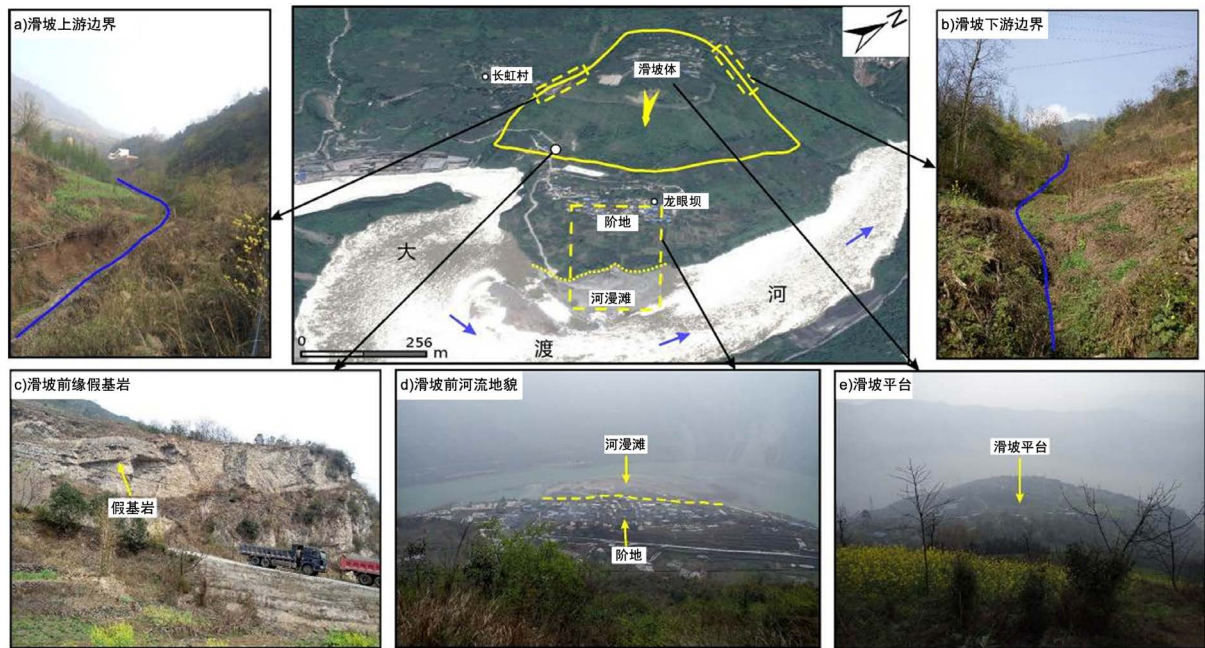 a)滑坡上游边界
N
b)滑坡下游边界
长虹村
滑坡体
龙眼坝
阶地
大
河漫滩
河
渡
0 256
m
c)滑坡前缘假基岩
d)滑坡前河流地貌
e)滑坡平台
河漫滩
滑坡平台
假基岩
阶地